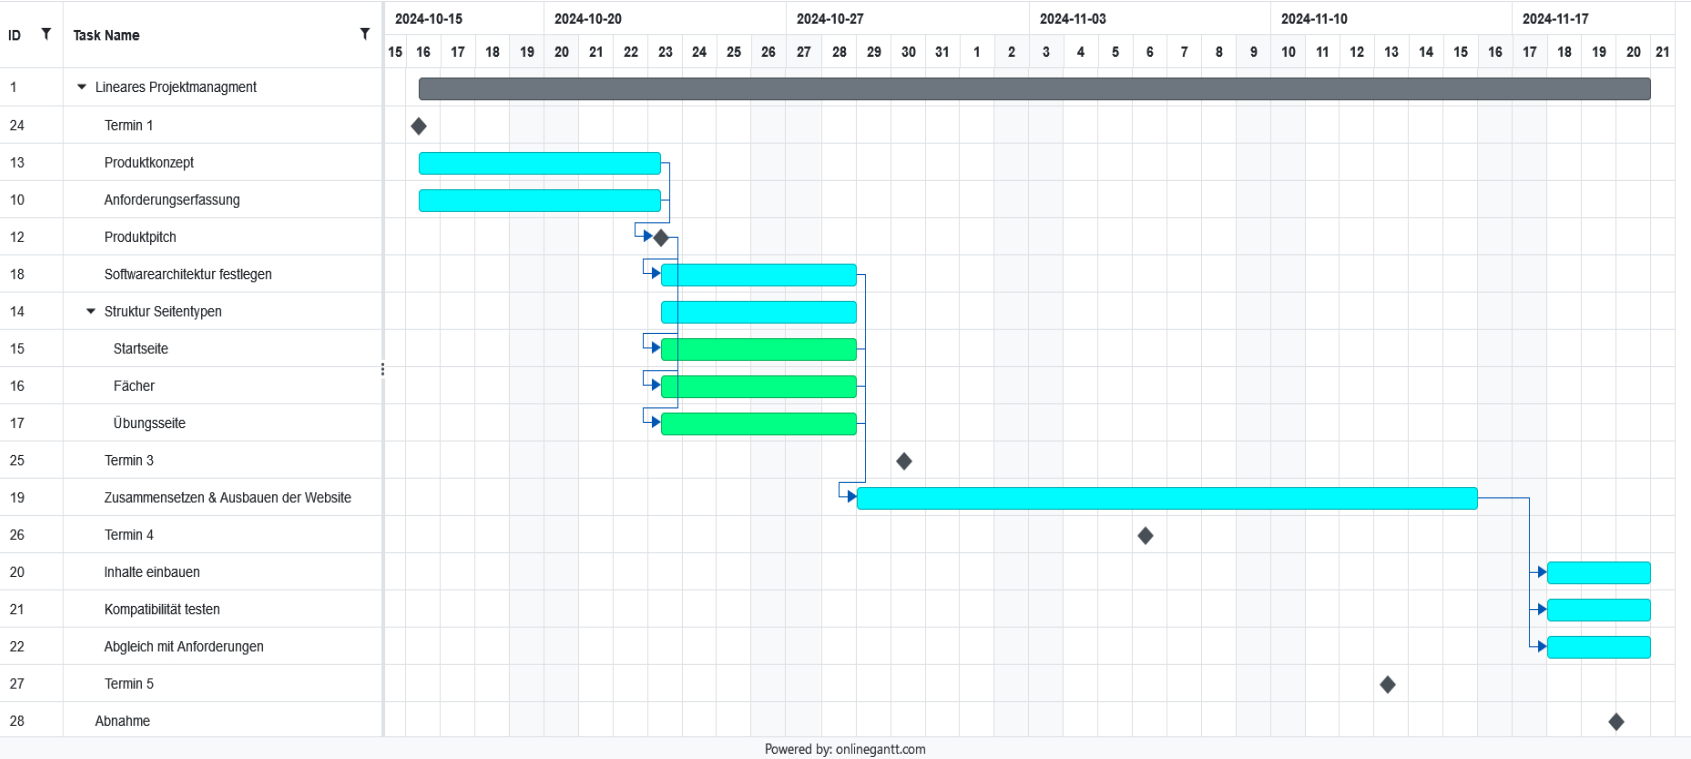 2024-10-15 2024-10-20 2024-10-27 2024-11-03 2024-11-10 2024-11-17
ID Task Name
15 16 17 18 19 20 21 22 23 24 25 26 27 28 29 30 31 1 2 3 4 5 6 7 8 9 10 11 12 13 14 15 16 17 18 19 20 21
1 Lineares Projektmanagment
24 Termin 1
13 Produktkonzept
10 Anforderungserfassung
12 Produktpitch
18 Softwarearchitektur festlegen
14 Struktur Seitentypen
15 Startseite
16 Fächer
17 Übungsseite
25 Termin 3
19 Zusammensetzen & Ausbauen der Website
26 Termin 4
20 Inhalte einbauen
21 Kompatibilität testen
22 Abgleich mit Anforderungen
27 Termin 5
28 Abnahme
Powered by: onlinegantt.com